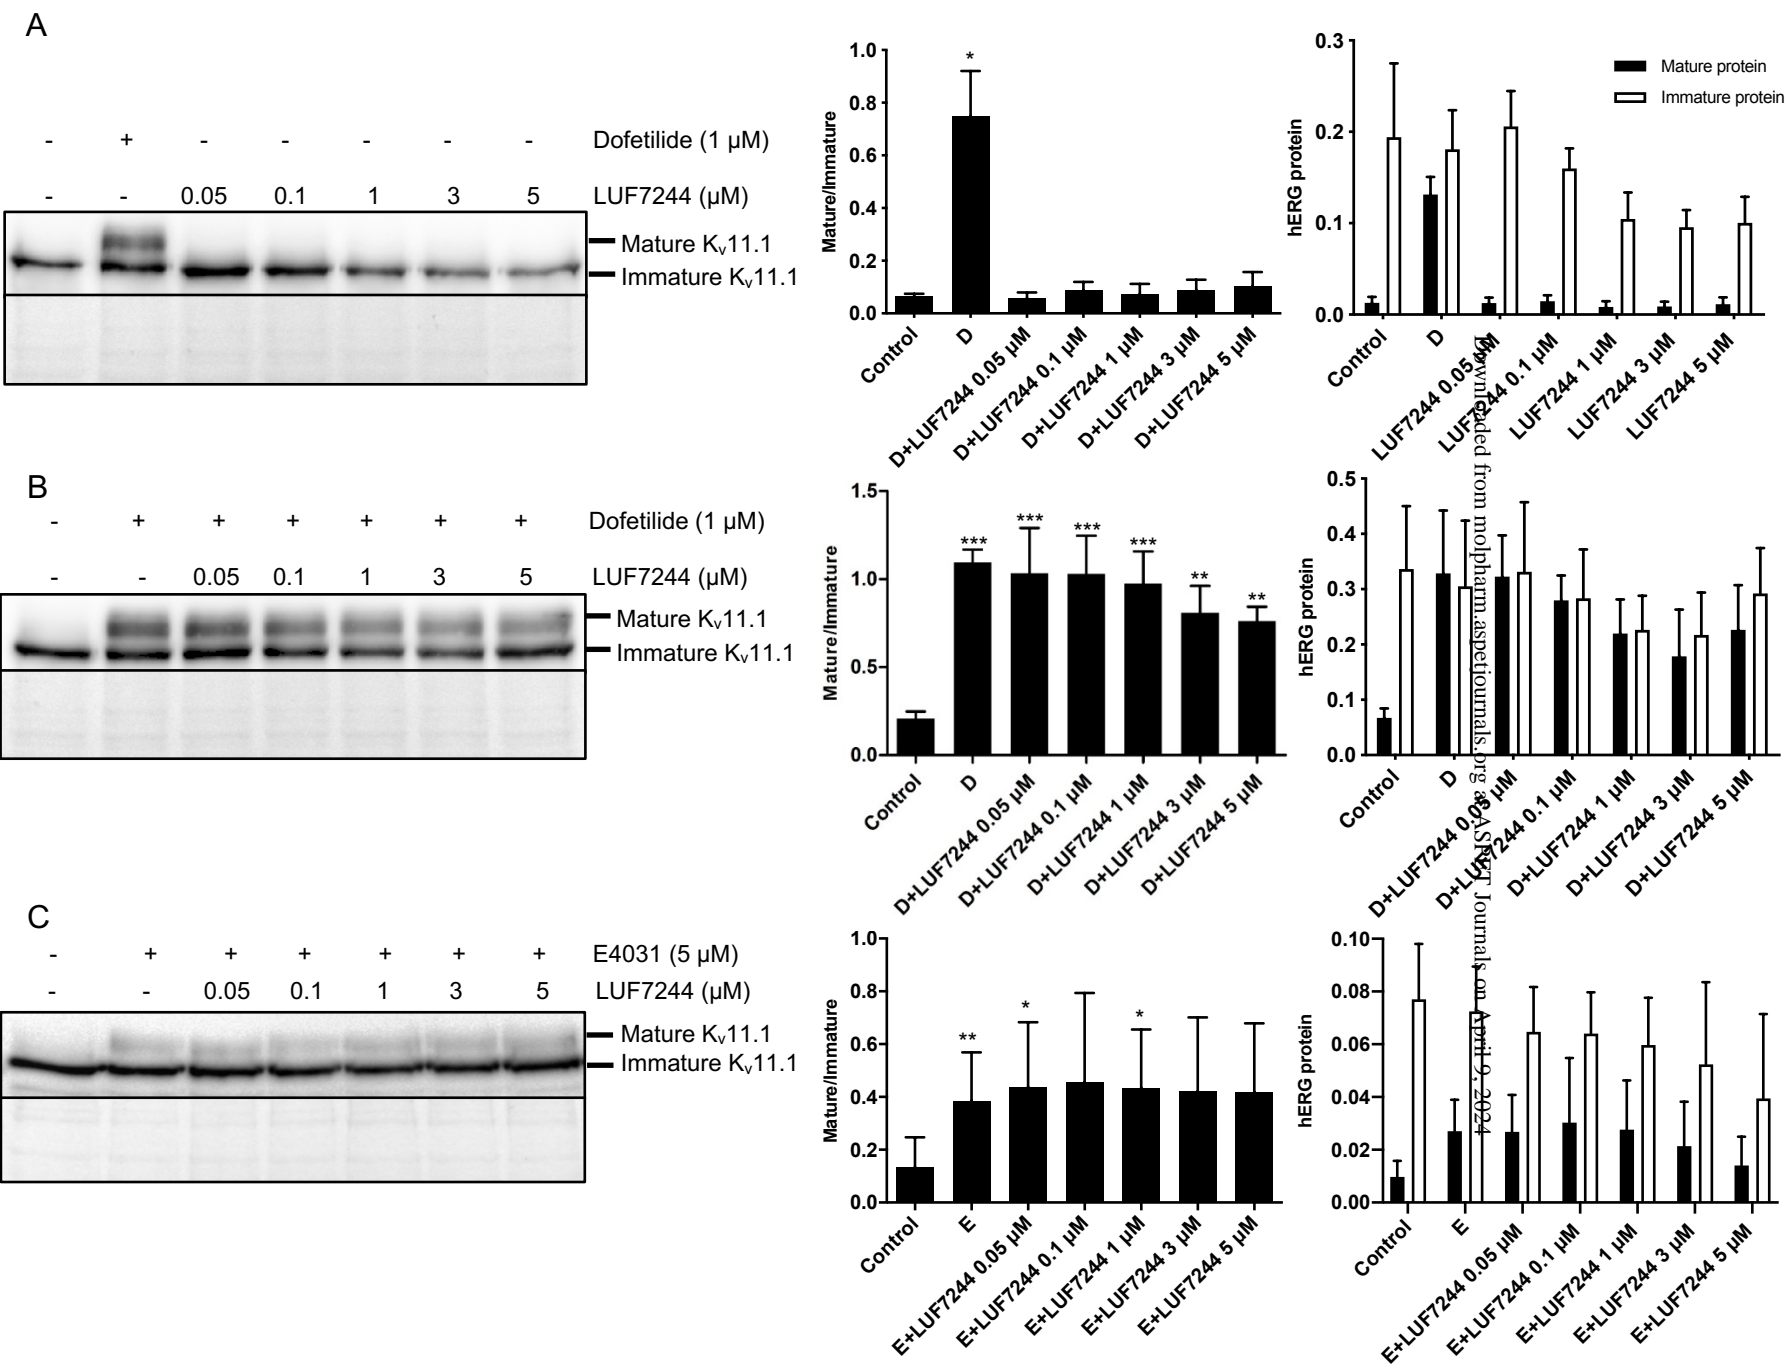 A
- + - - - - - Dofetilide (1 µM)
- - 0.05 0.1 1 3 5 LUF7244 (µM)
Mature Kv11.1
Immature Kv11.1
1.0
0.8
0.6
0.4
0.2
0.0
Mature/Immature
*
Control
D
D+LUF7244 0.05 µM
D+LUF7244 0.1 µM
D+LUF7244 1 µM
D+LUF7244 3 µM
D+LUF7244 5 µM
0.3
0.2
0.1
0.0
hERG protein
Mature protein
Immature protein
Control
D
LUF7244 0.05 µM
LUF7244 0.1 µM
LUF7244 1 µM
LUF7244 3 µM
LUF7244 5 µM
B
- + + + + + + Dofetilide (1 µM)
- - 0.05 0.1 1 3 5 LUF7244 (µM)
Mature Kv11.1
Immature Kv11.1
1.5
1.0
0.5
0.0
Mature/Immature
*** *** *** *** ** **
Control
D
D+LUF7244 0.05 µM
D+LUF7244 0.1 µM
D+LUF7244 1 µM
D+LUF7244 3 µM
D+LUF7244 5 µM
0.5
0.4
0.3
0.2
0.1
0.0
hERG protein
Control
D
D+LUF7244 0.05 µM
D+LUF7244 0.1 µM
D+LUF7244 1 µM
D+LUF7244 3 µM
D+LUF7244 5 µM
C
- + + + + + + E4031 (5 µM)
- - 0.05 0.1 1 3 5 LUF7244 (µM)
Mature Kv11.1
Immature Kv11.1
1.0
0.8
0.6
0.4
0.2
0.0
Mature/Immature
** * *
Control
E
E+LUF7244 0.05 µM
E+LUF7244 0.1 µM
E+LUF7244 1 µM
E+LUF7244 3 µM
E+LUF7244 5 µM
0.10
0.08
0.06
0.04
0.02
0.00
hERG protein
Control
E
E+LUF7244 0.05 µM
E+LUF7244 0.1 µM
E+LUF7244 1 µM
E+LUF7244 3 µM
E+LUF7244 5 µM
Downloaded from molpharm.aspetjournals.org at ASPET Journals on April 9, 2024